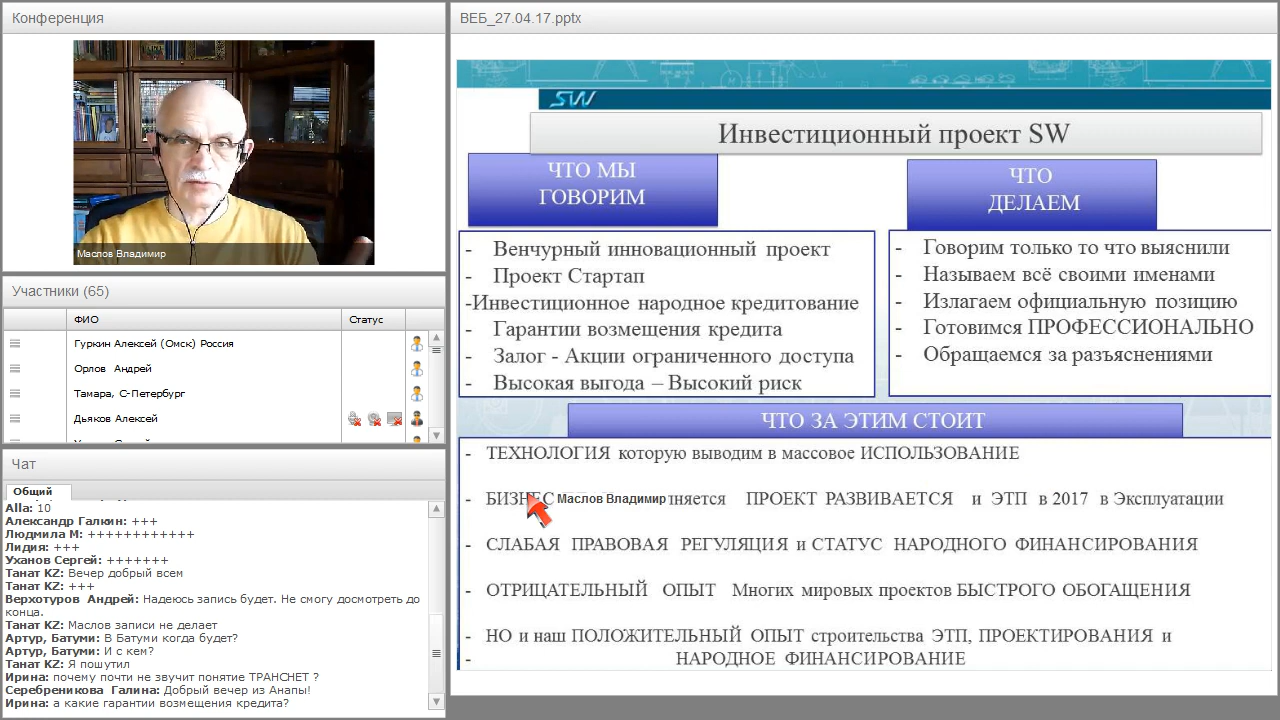 Конференция
Маслов Владимир
Участники (65)
ФИО
Статус
Гуркин Алексей (Омск) Россия
Орлов Андрей
Тамара, С-Петербург
Дьяков Алексей
Чат
Общий
Alla: 10
Александр Галкин: +++
Людмила М: ++++++++++++
Лидия: +++
Уханов Сергей: +++++++
Танат KZ: Вечер добрый всем
Танат KZ: +++
Верхотуров Андрей: Надеюсь запись будет. Не смогу досмотреть до
конца.
Танат KZ: Маслов записи не делает
Артур, Батуми: В Батуми когда будет?
Артур, Батуми: И с кем?
Танат KZ: Я пошутил
Ирина: почему почти не звучит понятие ТРАНСНЕТ ?
Серебреникова Галина: Добрый вечер из Анапы!
Ирина: а какие гарантии возмещения кредита?
ВЕБ_27.04.17.pptx
SW
Инвестиционный проект SW
ЧТО МЫ
ГОВОРИМ
- Венчурный инновационный проект
- Проект Стартап
-Инвестиционное народное кредитование
- Гарантии возмещения кредита
- Залог - Акции ограниченного доступа
- Высокая выгода – Высокий риск
ЧТО
ДЕЛАЕМ
- Говорим только то что выяснили
- Называем всё своими именами
- Излагаем официальную позицию
- Готовимся ПРОФЕССИОНАЛЬНО
- Обращаемся за разъяснениями
ЧТО ЗА ЭТИМ СТОИТ
- ТЕХНОЛОГИЯ которую выводим в массовое ИСПОЛЬЗОВАНИЕ
- БИЗНЕС Маслов Владимир лняется ПРОЕКТ РАЗВИВАЕТСЯ и ЭТП в 2017 в Эксплуатации
- СЛАБАЯ ПРАВОВАЯ РЕГУЛЯЦИЯ и СТАТУС НАРОДНОГО ФИНАНСИРОВАНИЯ
- ОТРИЦАТЕЛЬНЫЙ ОПЫТ Многих мировых проектов БЫСТРОГО ОБОГАЩЕНИЯ
- НО и наш ПОЛОЖИТЕЛЬНЫЙ ОПЫТ строительства ЭТП, ПРОЕКТИРОВАНИЯ и
- НАРОДНОЕ ФИНАНСИРОВАНИЕ